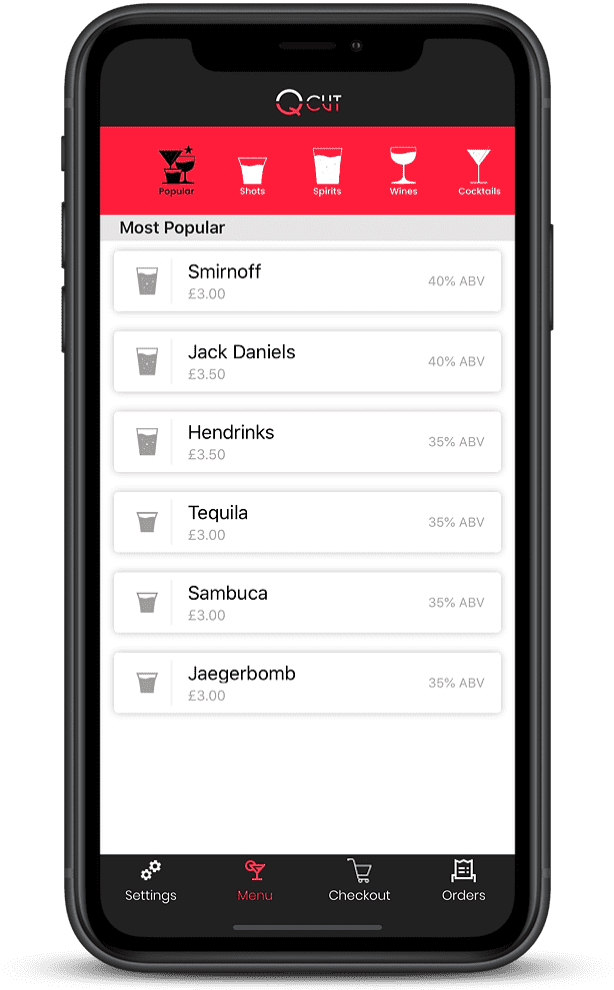 QCUT
Popular
Shots
Spirits
Wines
Cocktails
Most Popular
Smirnoff
£3.00
40% ABV
Jack Daniels
£3.50
40% ABV
Hendrinks
£3.50
35% ABV
Tequila
£3.00
35% ABV
Sambuca
£3.00
35% ABV
Jaegerbomb
£3.00
35% ABV
Settings
Menu
Checkout
Orders